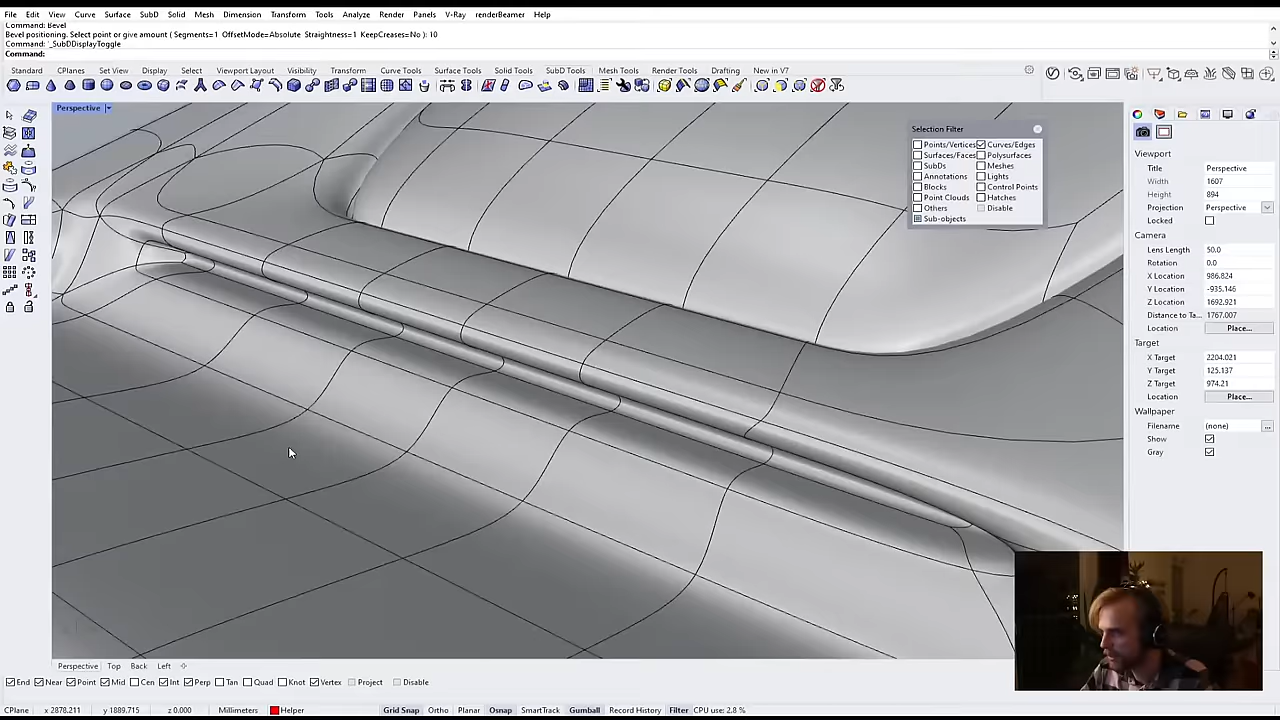 File Edit View Curve Surface SubD Solid Mesh Dimension Transform Tools Analyze Render Panels V-Ray renderBeamer Help
Command: Bevel
Bevel positioning. Select point or give amount ( Segments=1 OffsetMode=Absolute Straightness=1 KeepCreases=No ): 10
Command: '_SubDDisplayToggle
Command:
Standard CPlanes Set View Display Select Viewport Layout Visibility Transform Curve Tools Surface Tools Solid Tools SubD Tools Mesh Tools Render Tools Drafting New in V7
Perspective
Selection Filter
Points/Vertices Curves/Edges
Surfaces/Faces Polysurfaces
SubDs Meshes
Annotations Lights
Blocks Control Points
Point Clouds Hatches
Others Disable
Sub-objects
Viewport
Title Perspective
Width 1607
Height 894
Projection Perspective
Locked
Camera
Lens Length 50.0
Rotation 0.0
X Location 986.824
Y Location -935.146
Z Location 1692.921
Distance to Ta... 1767.007
Location Place...
Target
X Target 2204.021
Y Target 125.137
Z Target 974.21
Location Place...
Wallpaper
Filename (none) ...
Show
Gray
Perspective Top Back Left
End Near Point Mid Cen Int Perp Tan Quad Knot Vertex Project Disable
CPlane x 2878.211 y 1889.715 z 0.000 Millimeters Helper Grid Snap Ortho Planar Osnap SmartTrack Gumball Record History Filter CPU use: 2.8 %